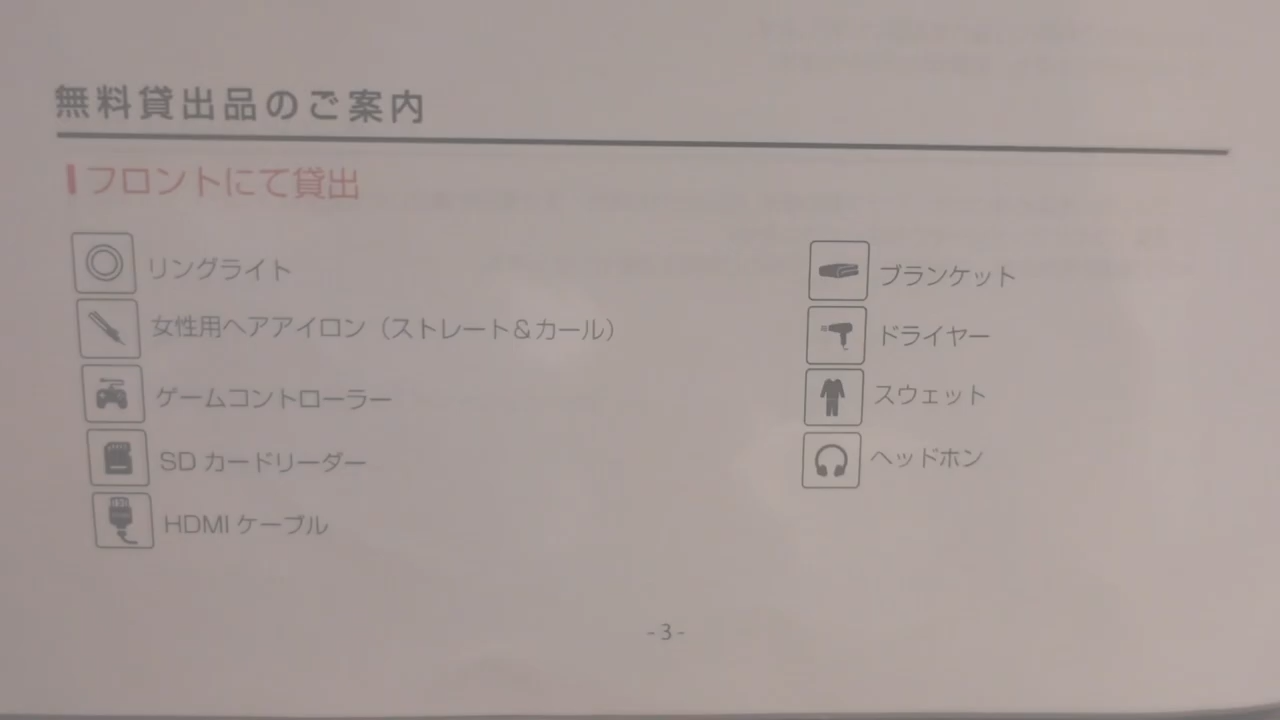 無料貸出品のご案内
フロントにて貸出
リングライト
女性用ヘアアイロン（ストレート＆カール）
ゲームコントローラー
SD カードリーダー
HDMI ケーブル
ブランケット
ドライヤー
スウェット
ヘッドホン
- 3 -